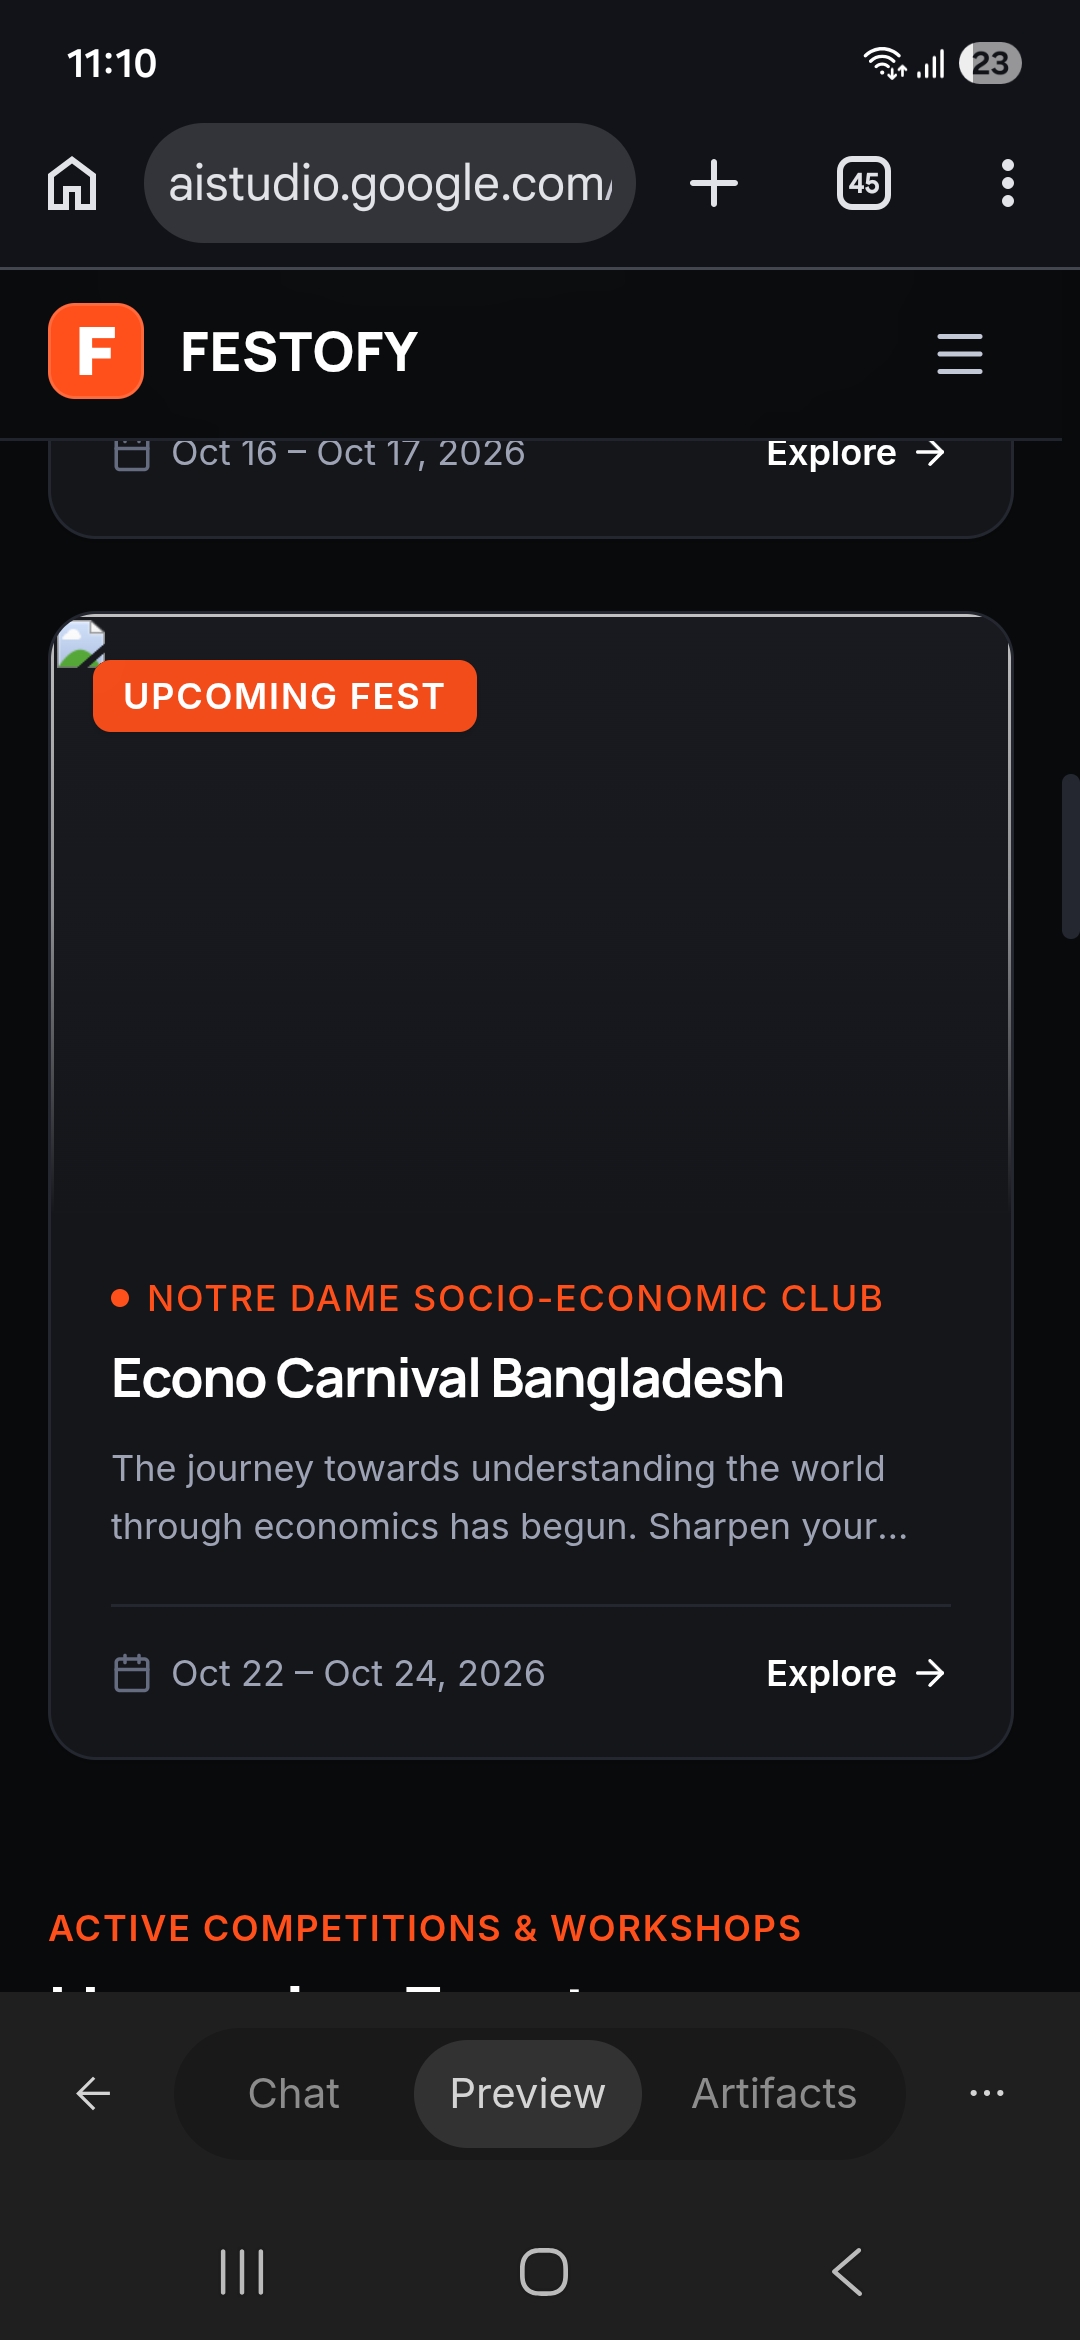 11:10
23
aistudio.google.com/
45
F FESTOFY
Oct 16 – Oct 17, 2026
Explore →
UPCOMING FEST
NOTRE DAME SOCIO-ECONOMIC CLUB
Econo Carnival Bangladesh
The journey towards understanding the world
through economics has begun. Sharpen your...
Oct 22 – Oct 24, 2026
Explore →
ACTIVE COMPETITIONS & WORKSHOPS
Chat
Preview
Artifacts